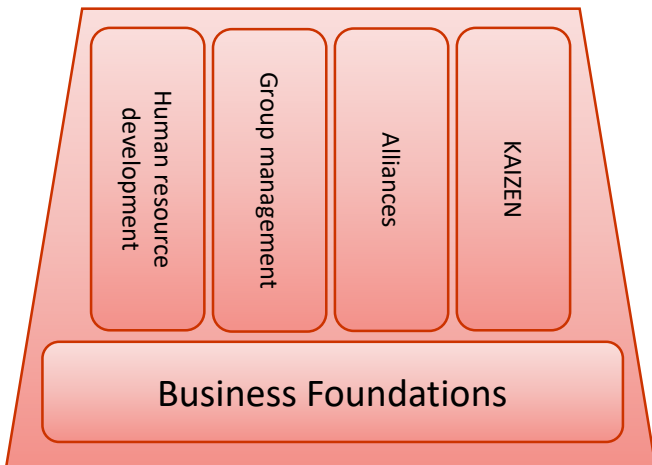 Human resource
development
Group management
Alliances
KAIZEN
Business Foundations